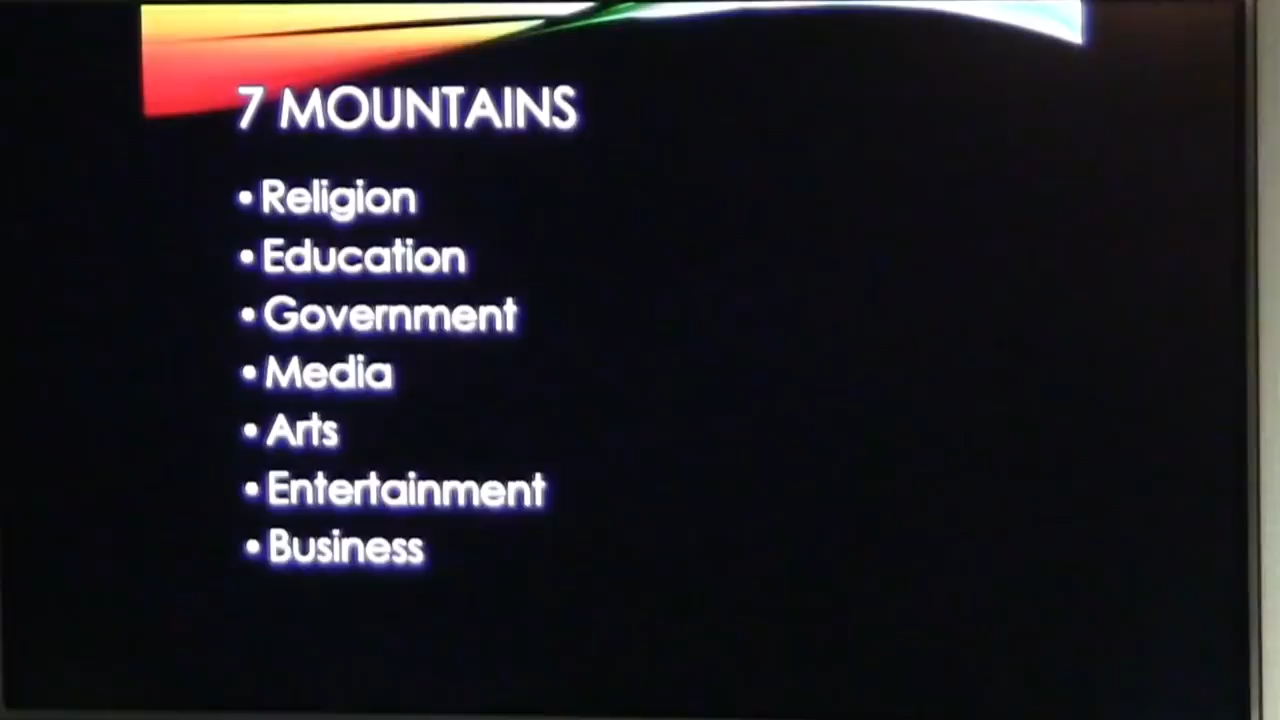 7 MOUNTAINS
• Religion
• Education
• Government
• Media
• Arts
• Entertainment
• Business